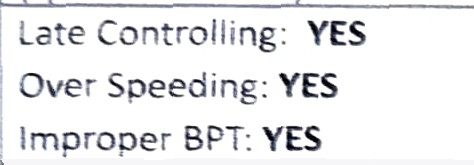 Late Controlling: YES
Over Speeding: YES
Improper BPT: YES